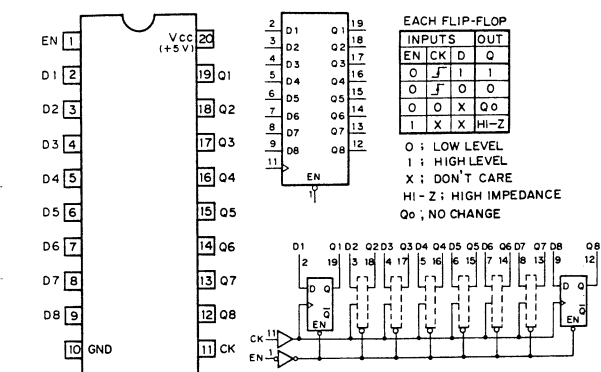 EN 1
D1 2
D2 3
D3 4
D4 5
D5 6
D6 7
D7 8
D8 9
10 GND
Vcc 20
(+5V)
19 Q1
18 Q2
17 Q3
16 Q4
15 Q5
14 Q6
13 Q7
12 Q8
11 CK
2 D1 Q1 19
3 D2 Q2 18
4 D3 Q3 17
5 D4 Q4 16
6 D5 Q5 15
7 D6 Q6 14
8 D7 Q7 13
9 D8 Q8 12
11
EN
1
EACH FLIP-FLOP
INPUTS OUT
EN CK D Q
0 1 1
0 0 0
0 0 X Qo
1 X X HI-Z
0 ; LOW LEVEL
1 ; HIGH LEVEL
X ; DON'T CARE
HI-Z ; HIGH IMPEDANCE
Qo ; NO CHANGE
D1 Q1 D2 Q2 D3 Q3 D4 Q4 D5 Q5 D6 Q6 D7 Q7 D8 Q8
2 19 3 18 4 17 5 16 6 15 7 14 8 13 9 12
D Q D Q
Q Q
EN EN
CK 11
EN 1